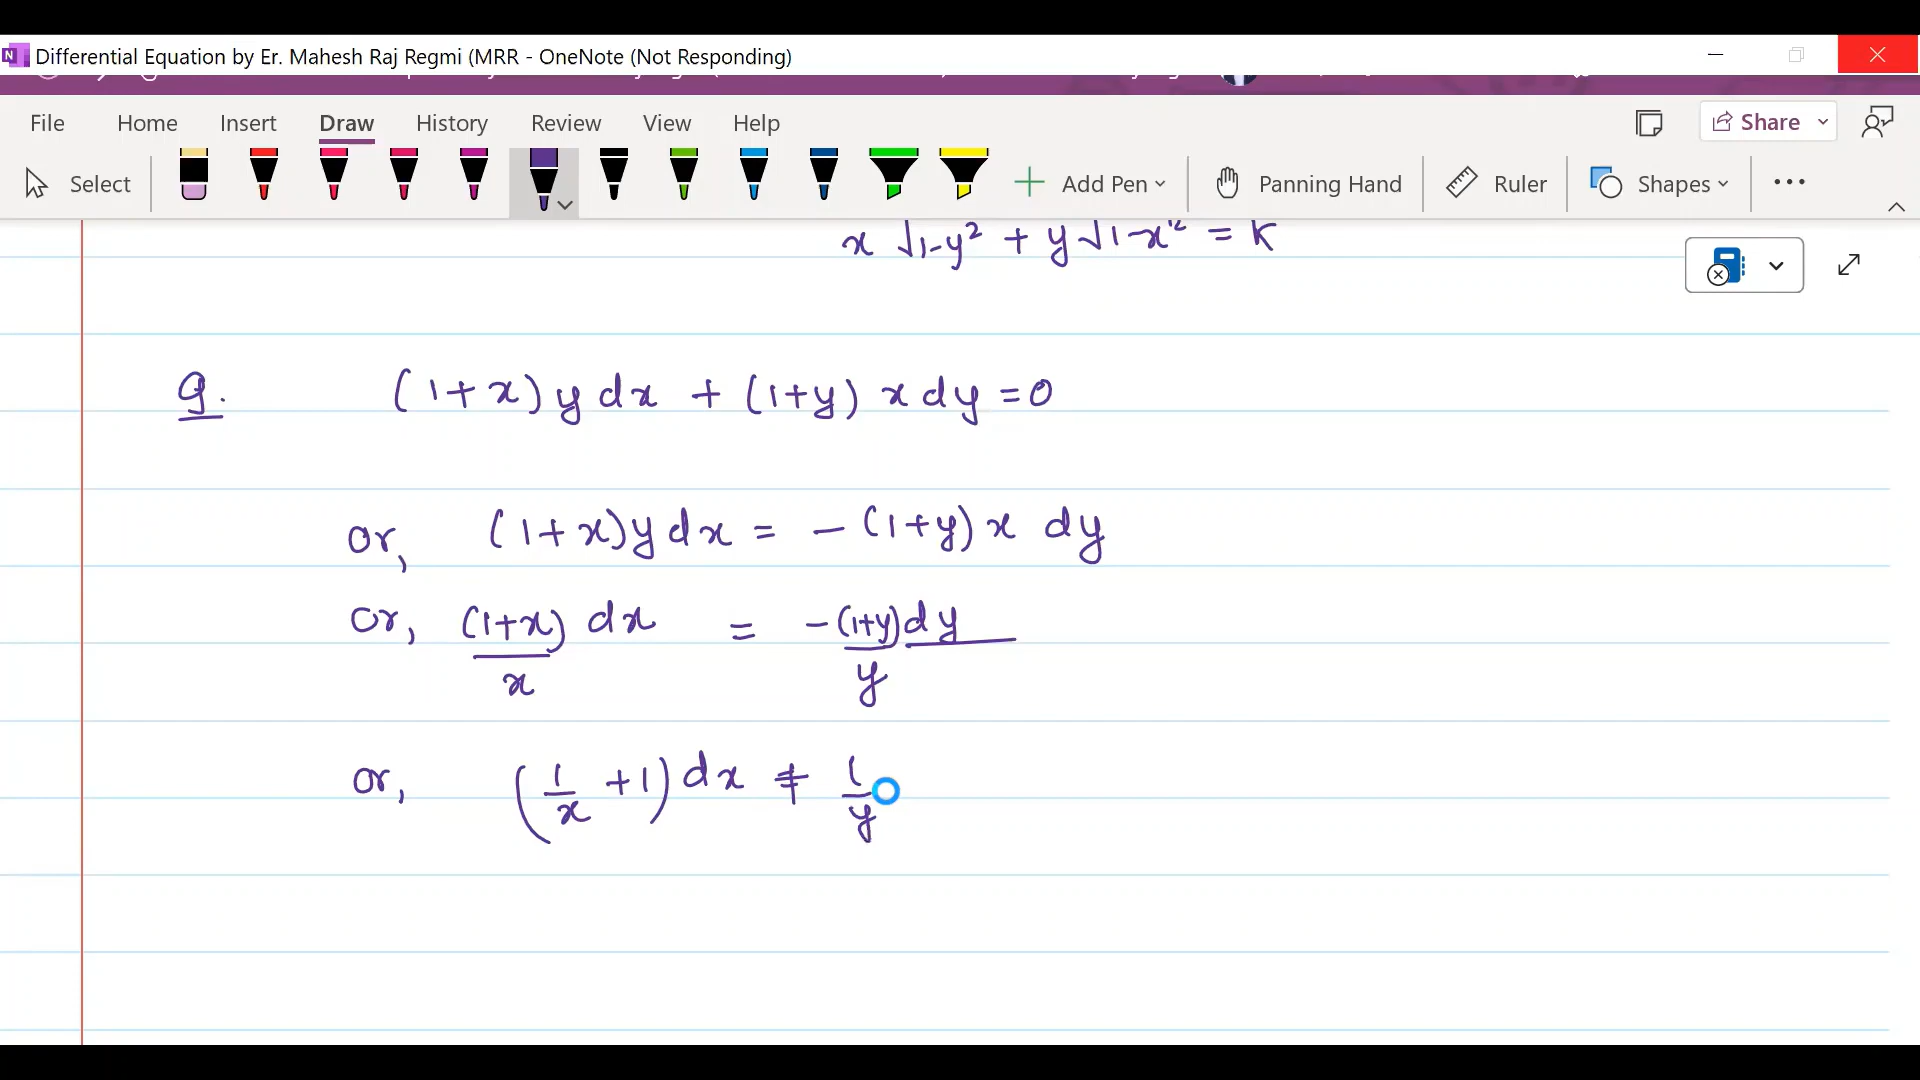 Differential Equation by Er. Mahesh Raj Regmi (MRR - OneNote (Not Responding)
File Home Insert Draw History Review View Help Share
Select Add Pen Panning Hand Ruler Shapes
x √1-y² + y√1-x² = K
Q. (1+x) y dx + (1+y) x dy = 0
or, (1+x) y dx = - (1+y) x dy
or, (1+x)/x dx = -(1+y)/y dy
or, (1/x + 1) dx + 1/y